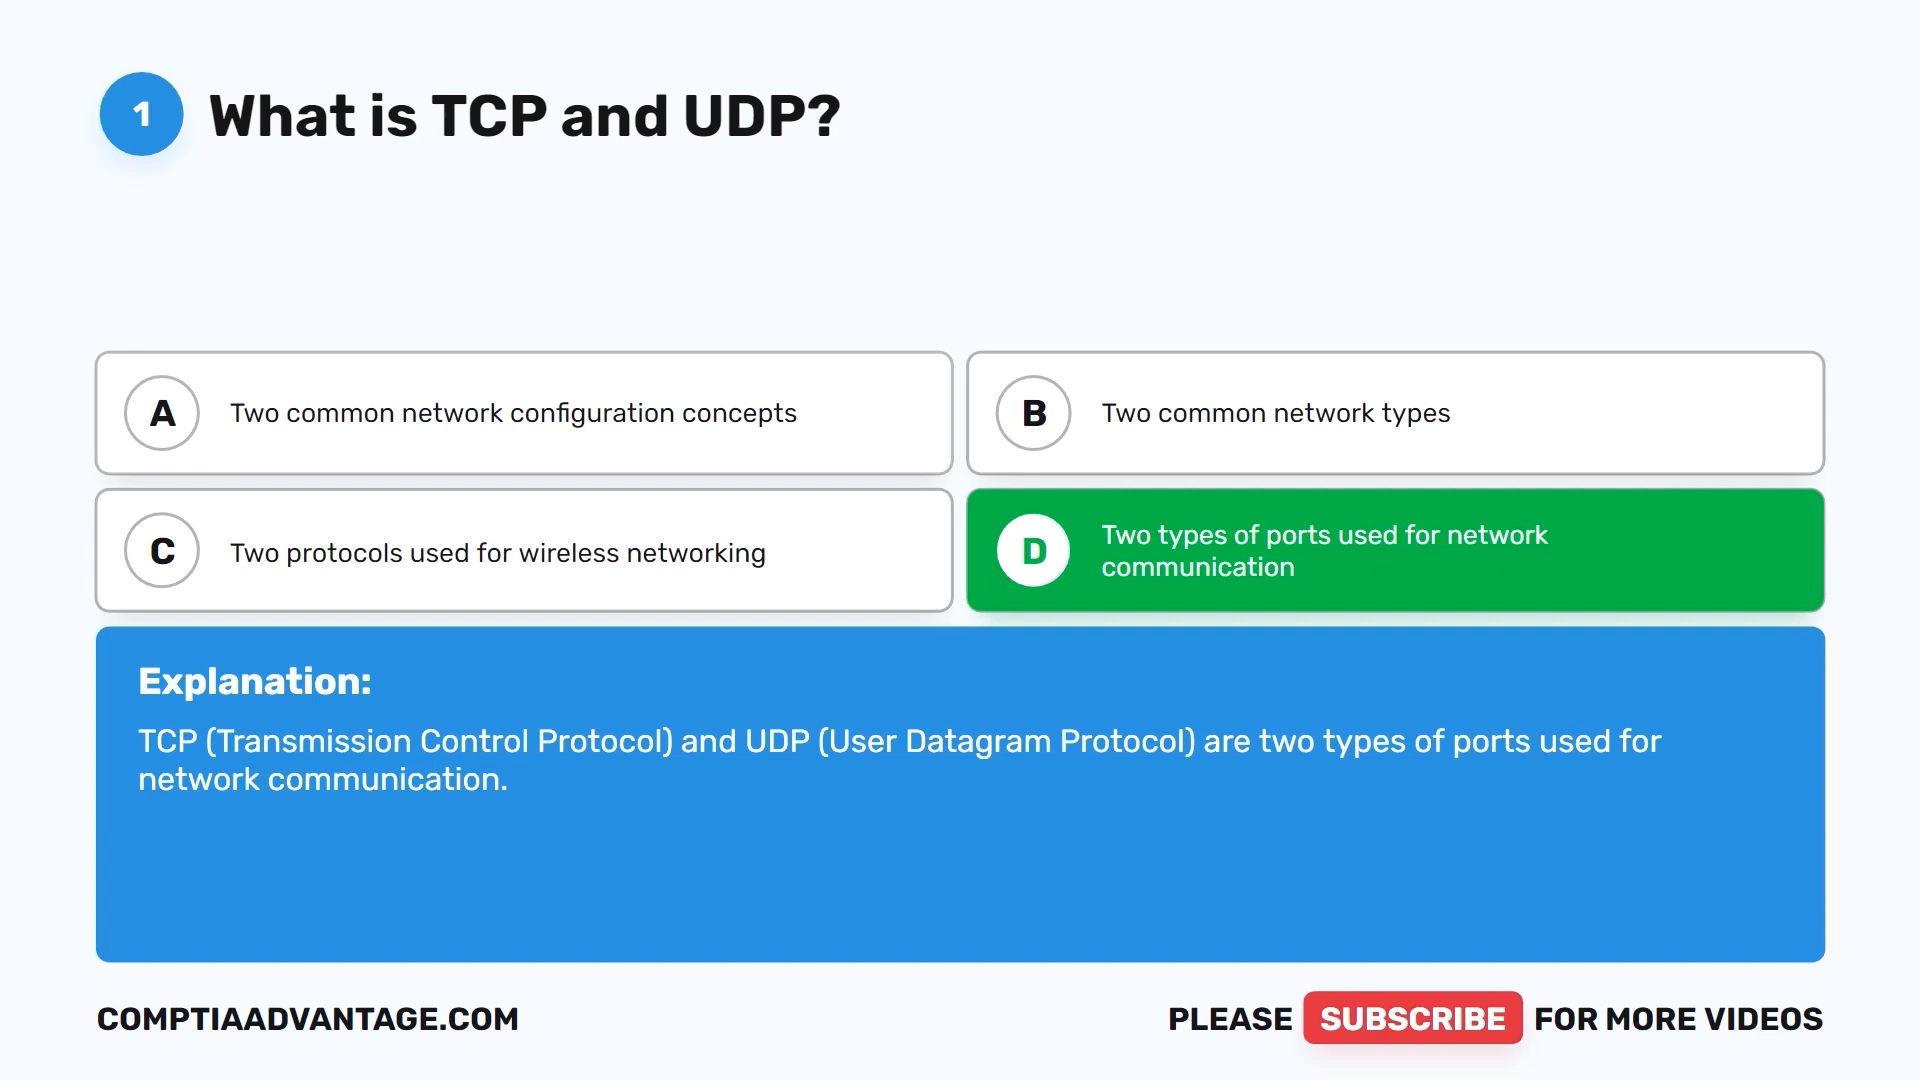 1
What is TCP and UDP?
A
Two common network configuration concepts
B
Two common network types
C
Two protocols used for wireless networking
D
Two types of ports used for network
communication
Explanation:
TCP (Transmission Control Protocol) and UDP (User Datagram Protocol) are two types of ports used for
network communication.
COMPTIAADVANTAGE.COM
PLEASE SUBSCRIBE FOR MORE VIDEOS